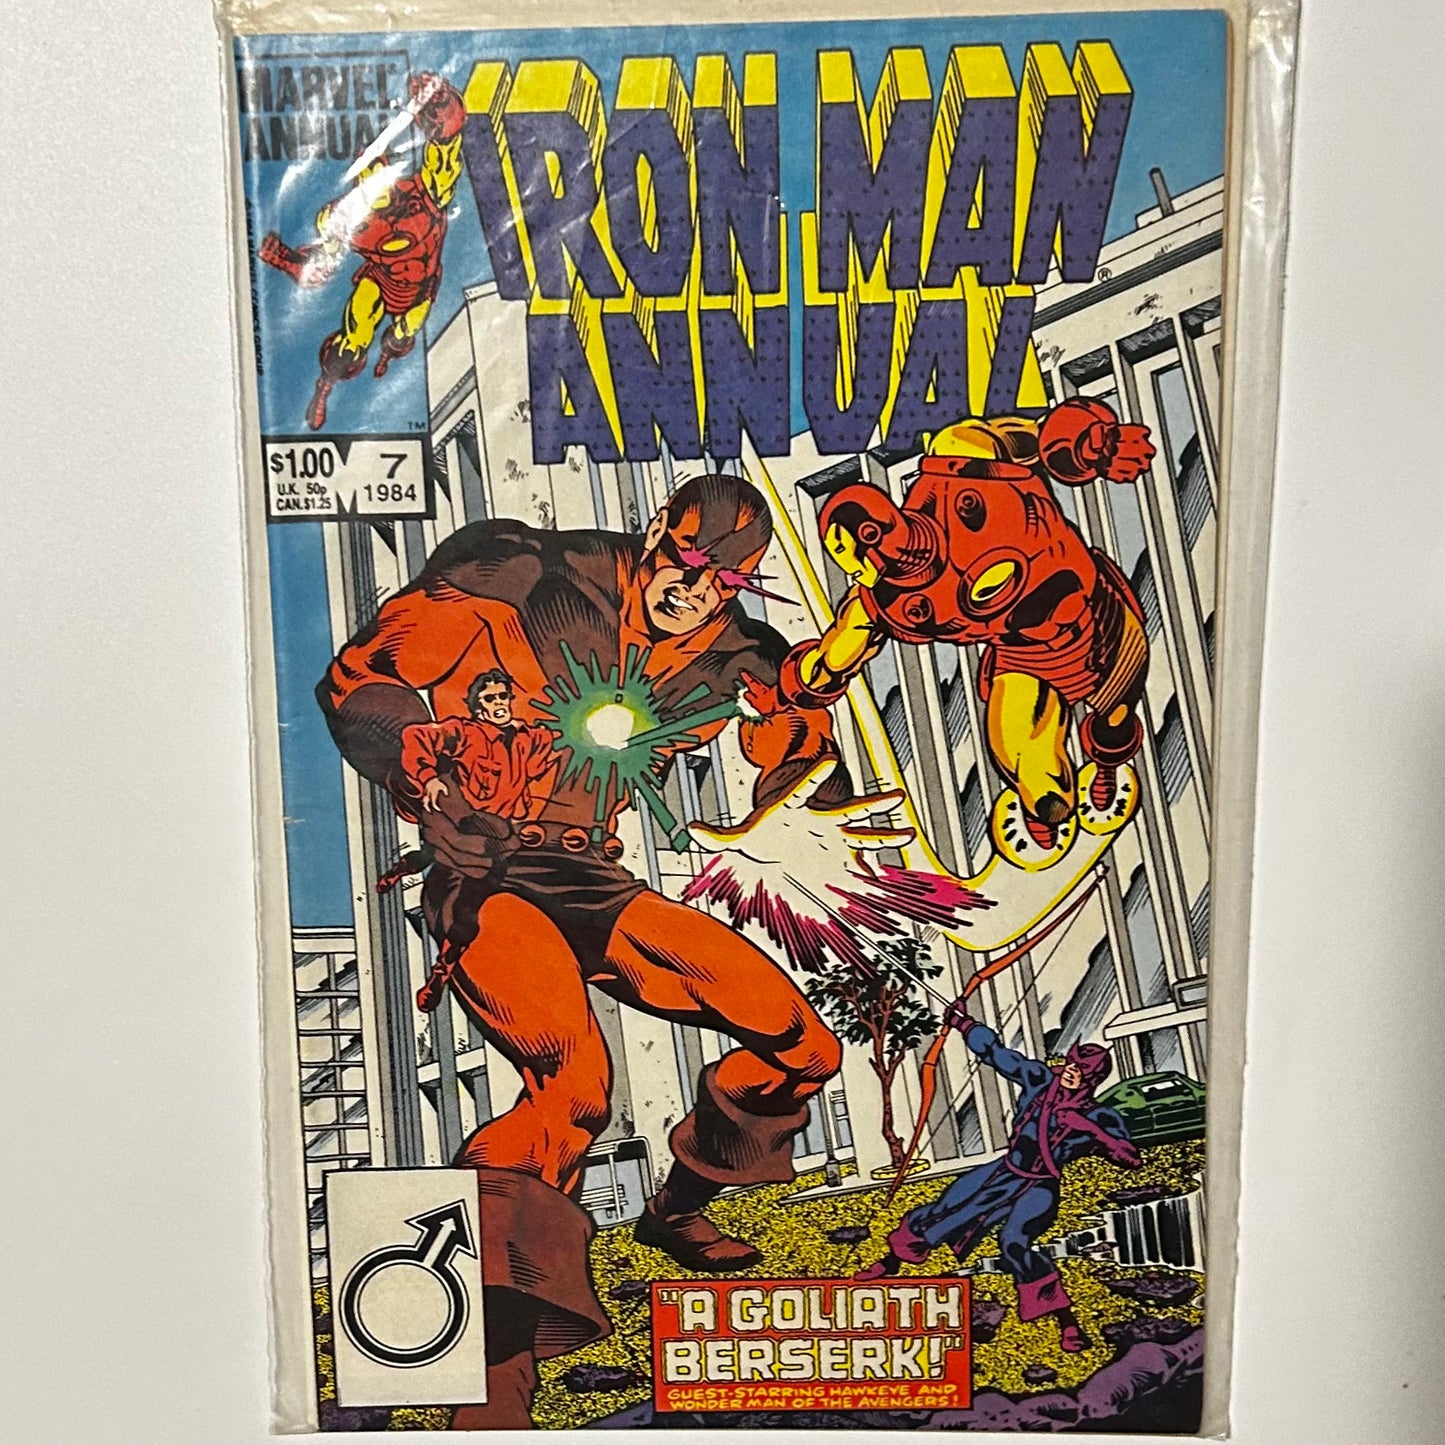 MARVEL
ANNUAL
IRON MAN
ANNUAL
®
TM
$1.00
U.K. 50p
CAN.$1.25
7
1984
"A GOLIATH
BERSERK!"
GUEST-STARRING HAWKEYE AND
WONDER MAN OF THE AVENGERS!